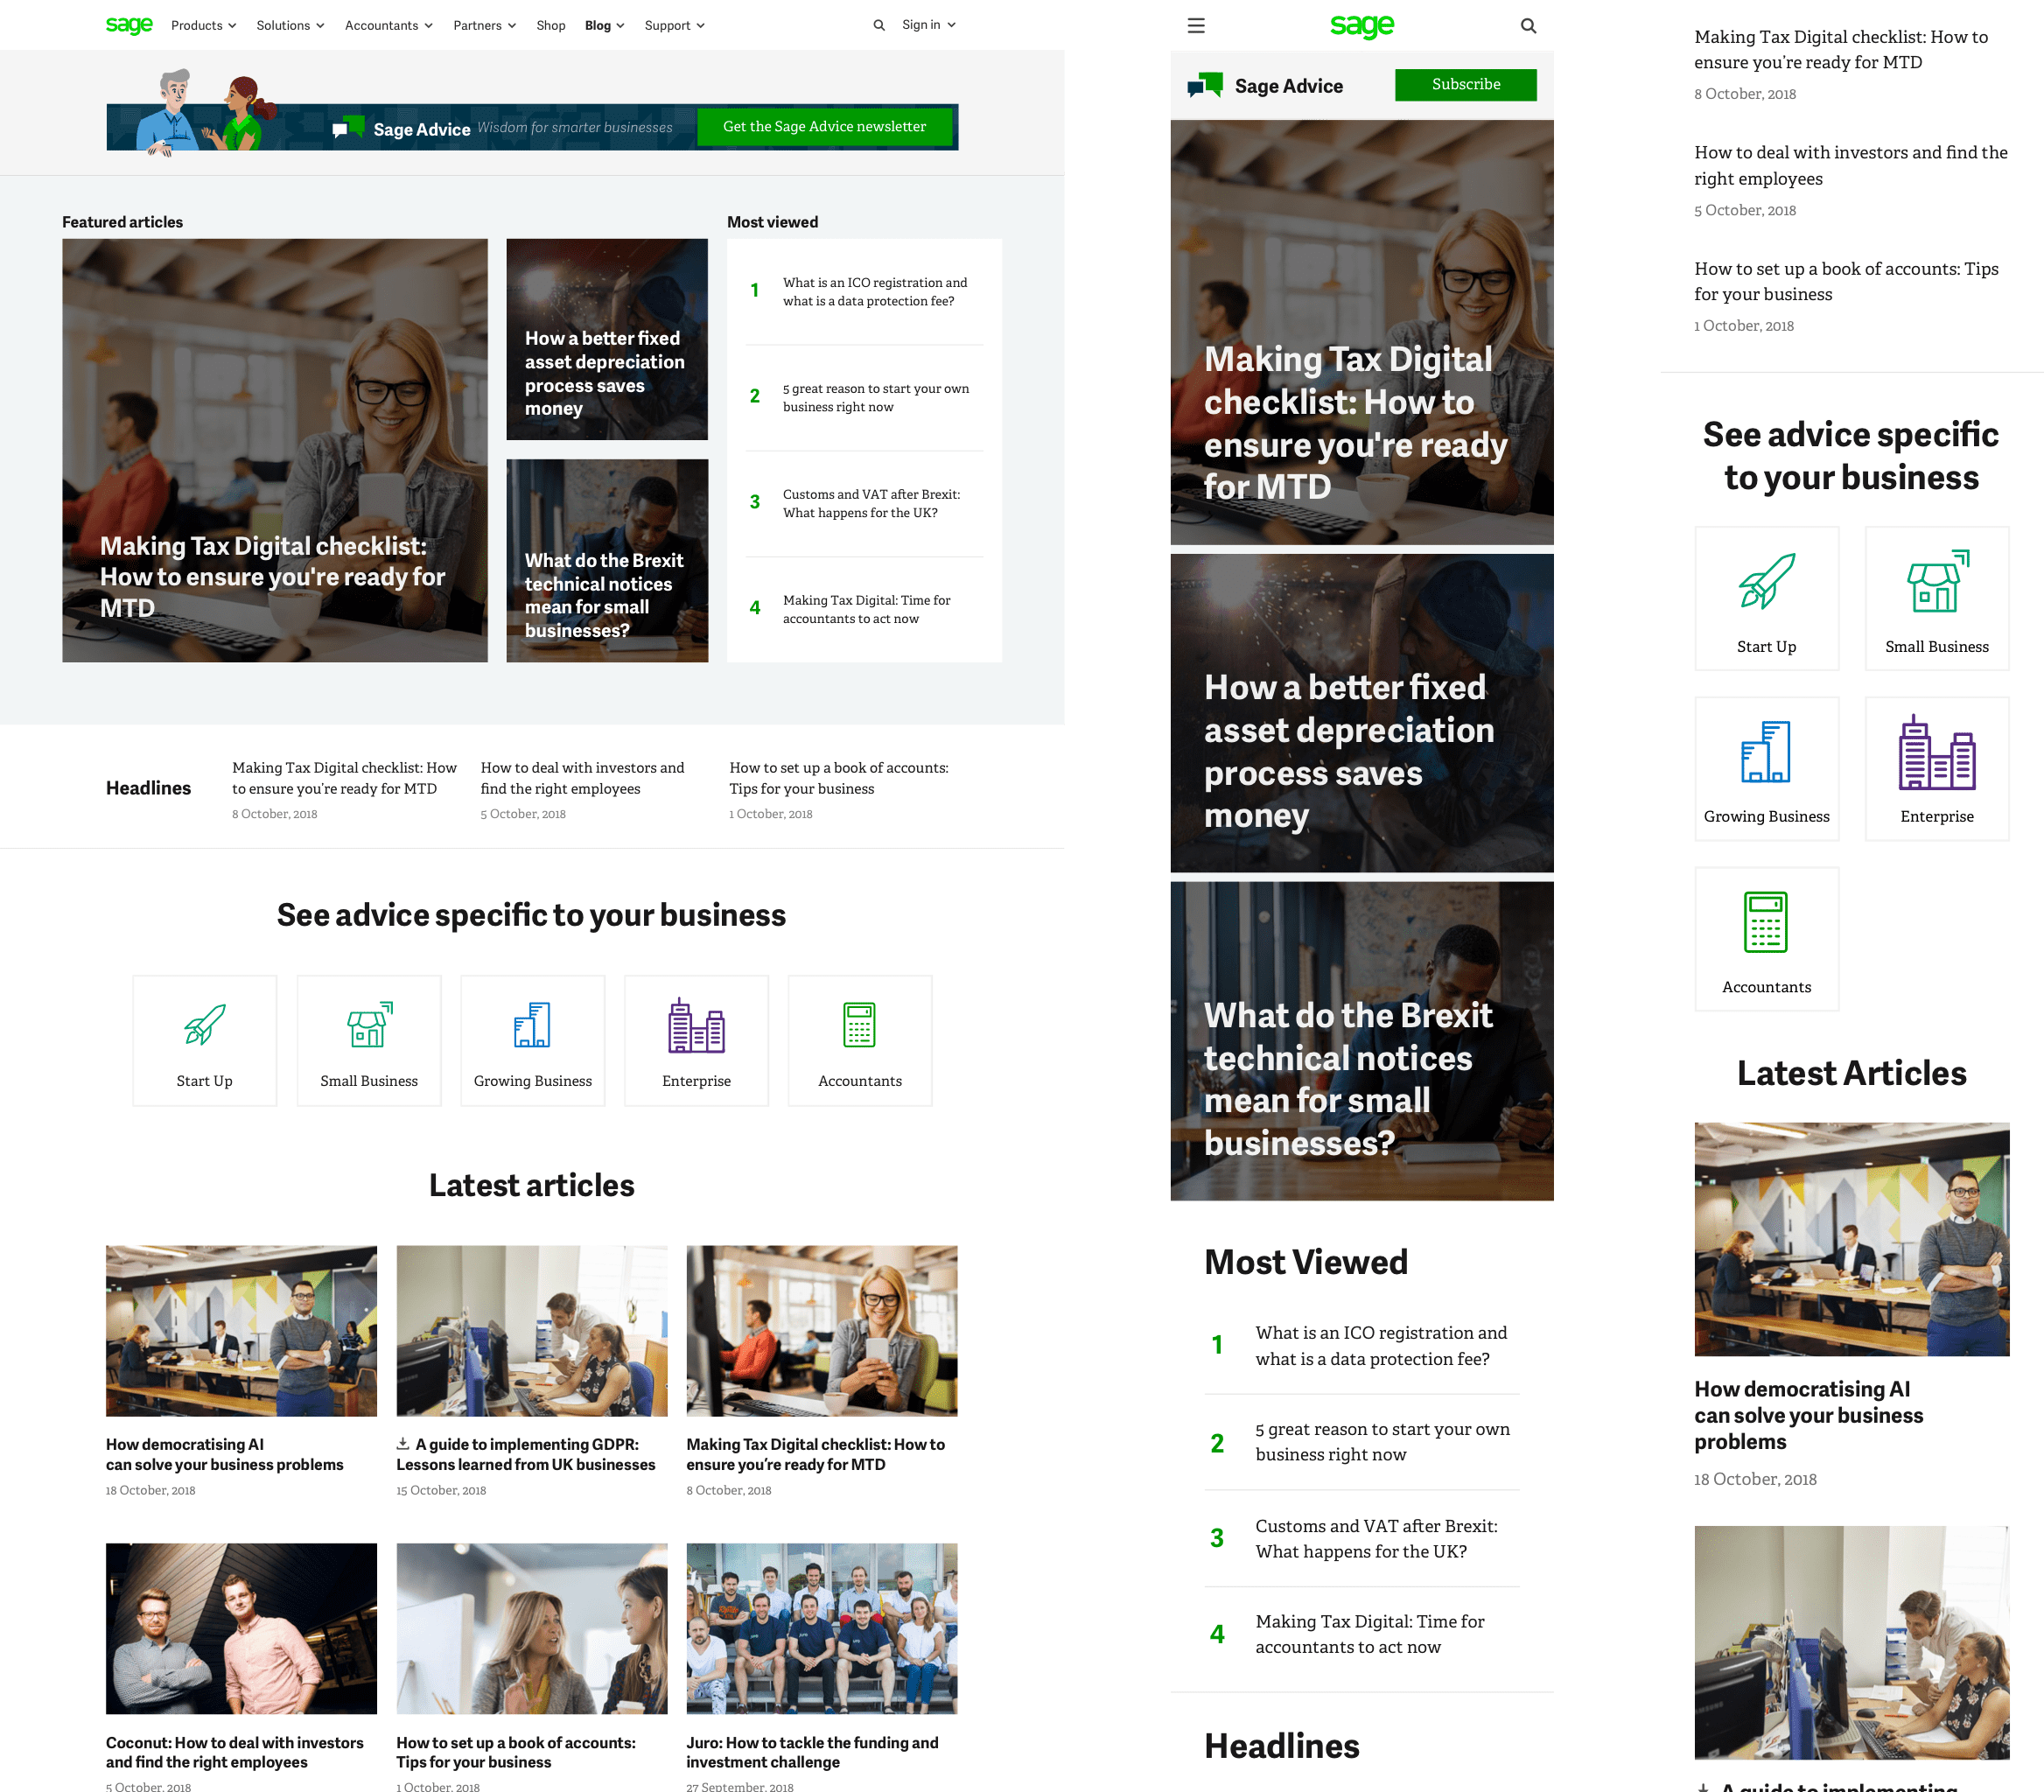 sage
Products
Solutions
Accountants
Partners
Shop
Blog
Support
Sign in
Sage Advice
Wisdom for smarter businesses
Get the Sage Advice newsletter
Featured articles
Making Tax Digital checklist:
How to ensure you're ready for
MTD
How a better fixed
asset depreciation
process saves
money
What do the Brexit
technical notices
mean for small
businesses?
Most viewed
1
What is an ICO registration and
what is a data protection fee?
2
5 great reason to start your own
business right now
3
Customs and VAT after Brexit:
What happens for the UK?
4
Making Tax Digital: Time for
accountants to act now
Headlines
Making Tax Digital checklist: How
to ensure you're ready for MTD
8 October, 2018
How to deal with investors and
find the right employees
5 October, 2018
How to set up a book of accounts:
Tips for your business
1 October, 2018
See advice specific to your business
Start Up
Small Business
Growing Business
Enterprise
Accountants
Latest articles
How democratising AI
can solve your business problems
18 October, 2018
A guide to implementing GDPR:
Lessons learned from UK businesses
15 October, 2018
Making Tax Digital checklist: How to
ensure you're ready for MTD
8 October, 2018
Coconut: How to deal with investors
and find the right employees
5 October, 2018
How to set up a book of accounts:
Tips for your business
1 October, 2018
Juro: How to tackle the funding and
investment challenge
27 September, 2018
sage
Sage Advice
Subscribe
Making Tax Digital
checklist: How to
ensure you're ready
for MTD
How a better fixed
asset depreciation
process saves
money
What do the Brexit
technical notices
mean for small
businesses?
Most Viewed
1
What is an ICO registration and
what is a data protection fee?
2
5 great reason to start your own
business right now
3
Customs and VAT after Brexit:
What happens for the UK?
4
Making Tax Digital: Time for
accountants to act now
Headlines
Making Tax Digital checklist: How to
ensure you're ready for MTD
8 October, 2018
How to deal with investors and find the
right employees
5 October, 2018
How to set up a book of accounts: Tips
for your business
1 October, 2018
See advice specific
to your business
Start Up
Small Business
Growing Business
Enterprise
Accountants
Latest Articles
How democratising AI
can solve your business
problems
18 October, 2018
A guide to implementing